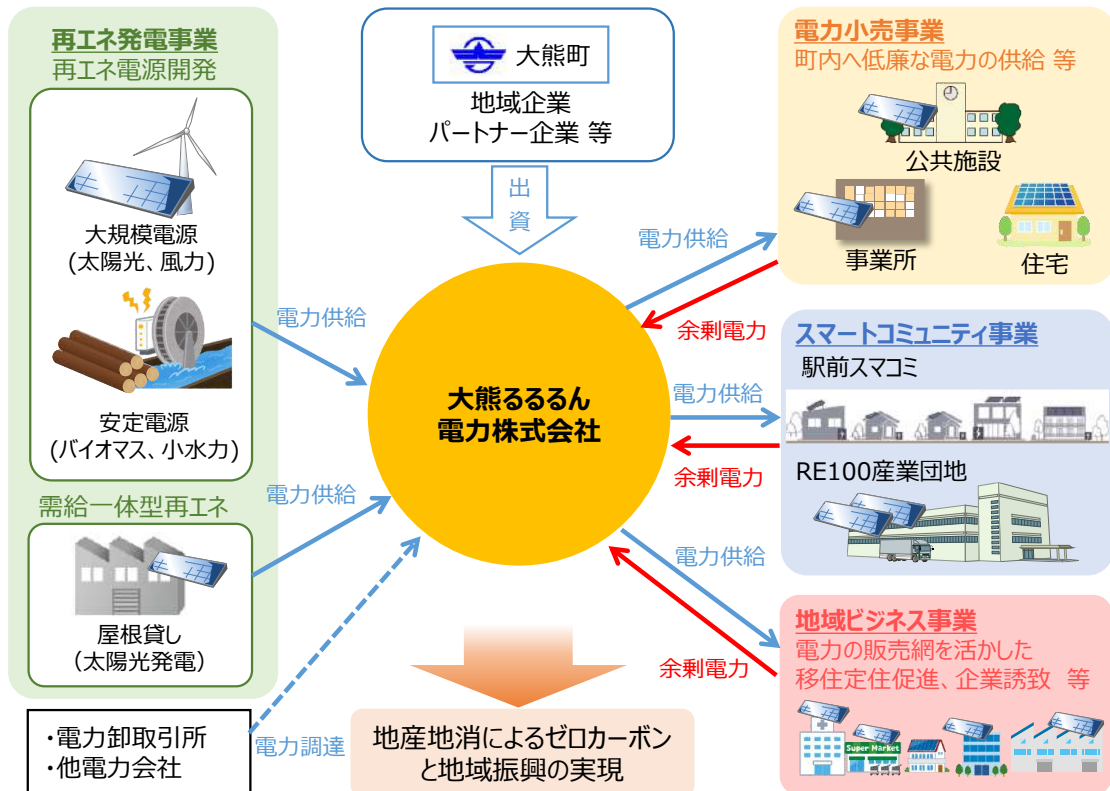 再エネ発電事業
再エネ電源開発
大規模電源
(太陽光、風力)
安定電源
(バイオマス、小水力)
需給一体型再エネ
屋根貸し
（太陽光発電）
・電力卸取引所
・他電力会社
大熊町
地域企業
パートナー企業 等
出資
電力供給
電力供給
電力調達
大熊るるるん
電力株式会社
地産地消によるゼロカーボン
と地域振興の実現
電力供給
余剰電力
電力供給
余剰電力
電力供給
余剰電力
電力小売事業
町内へ低廉な電力の供給 等
公共施設
事業所
住宅
スマートコミュニティ事業
駅前スマコミ
RE100産業団地
地域ビジネス事業
電力の販売網を活かした
移住定住促進、企業誘致 等
Super Market